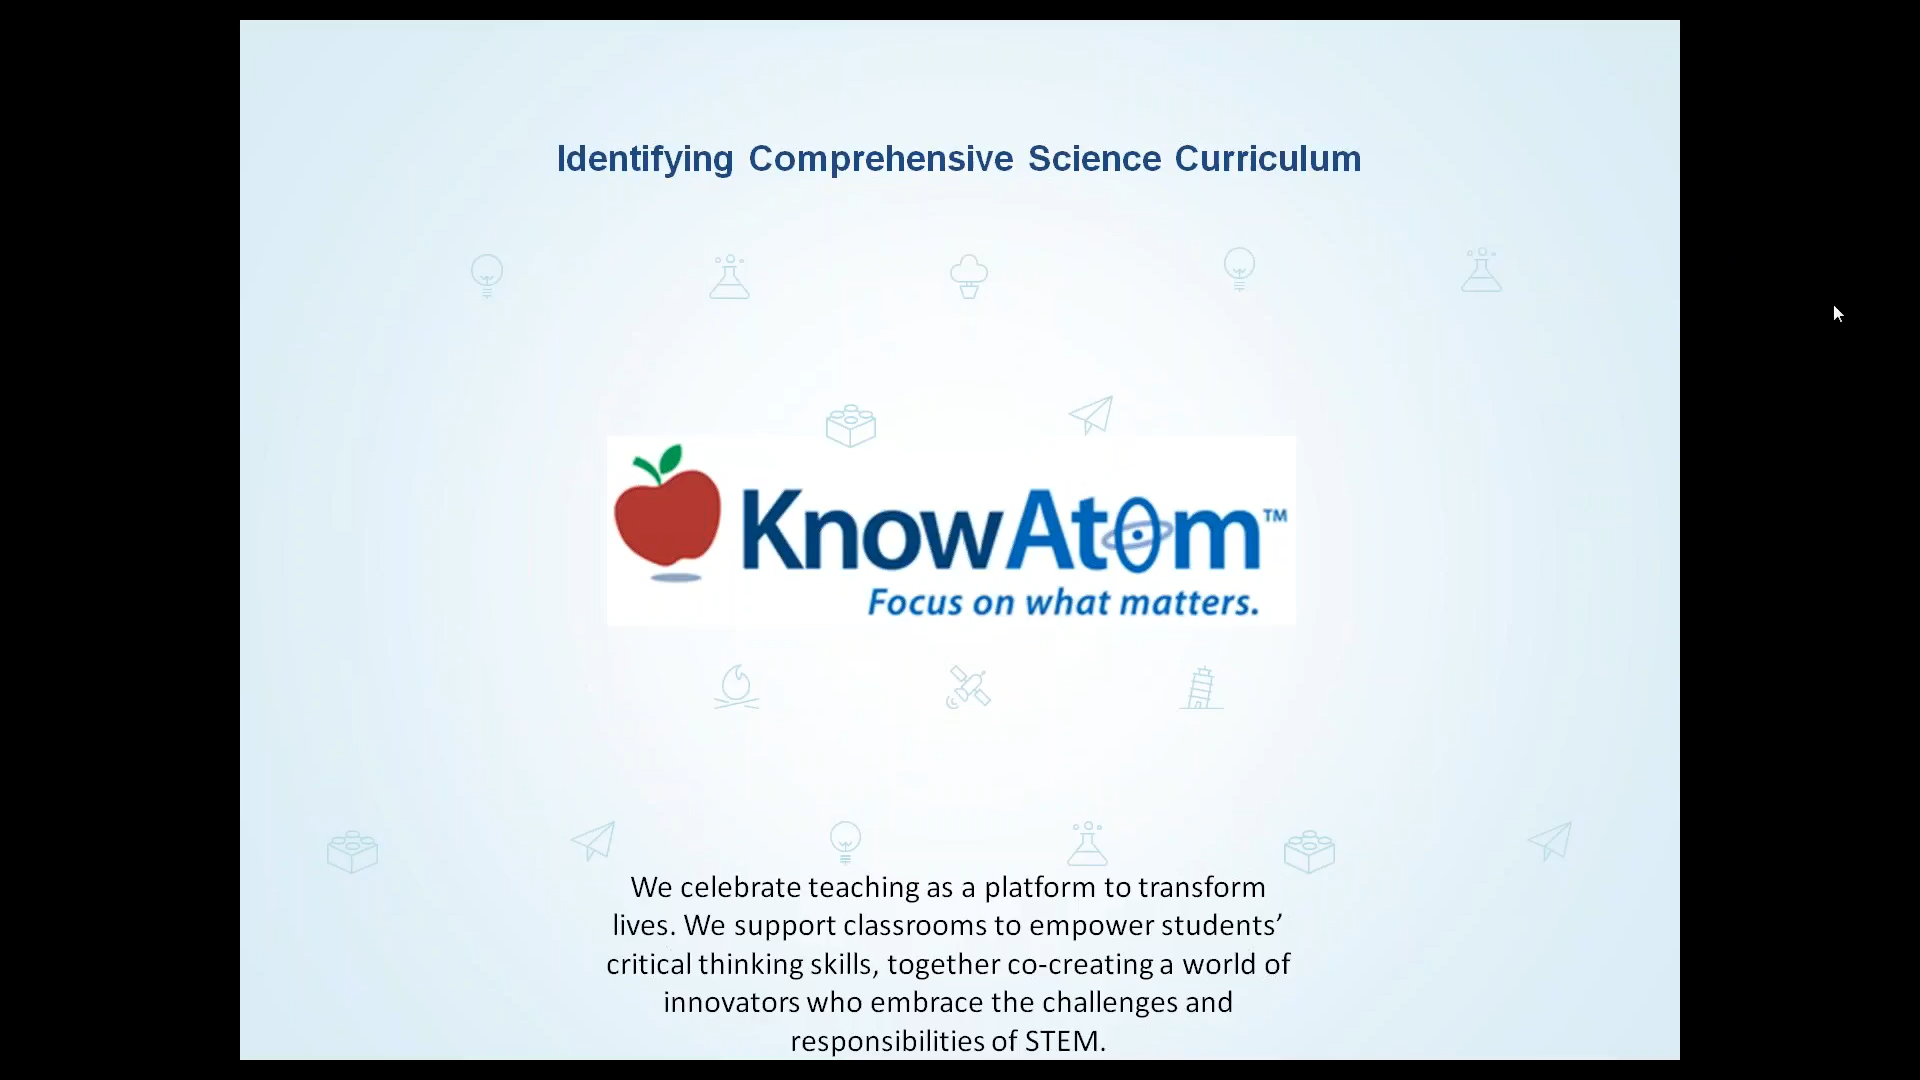 Identifying Comprehensive Science Curriculum
KnowAtom™
Focus on what matters.
We celebrate teaching as a platform to transform
lives. We support classrooms to empower students’
critical thinking skills, together co-creating a world of
innovators who embrace the challenges and
responsibilities of STEM.